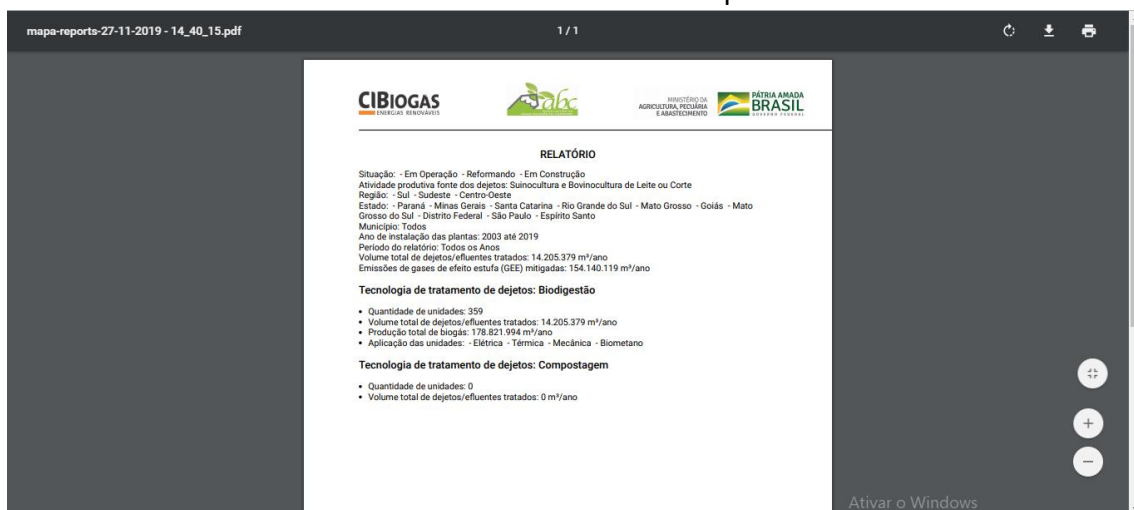 mapa-reports-27-11-2019 - 14_40_15.pdf
1 / 1
CIBIOGAS
ENERGIAS RENOVÁVEIS
abc
MINISTÉRIO DA
AGRICULTURA, PECUÁRIA
E ABASTECIMENTO
PÁTRIA AMADA
BRASIL
GOVERNO FEDERAL
RELATÓRIO
Situação: - Em Operação - Reformando - Em Construção
Atividade produtiva fonte dos dejetos: Suinocultura e Bovinocultura de Leite ou Corte
Região: - Sul - Sudeste - Centro-Oeste
Estado: - Paraná - Minas Gerais - Santa Catarina - Rio Grande do Sul - Mato Grosso - Goiás - Mato
Grosso do Sul - Distrito Federal - São Paulo - Espírito Santo
Município: Todos
Ano de instalação das plantas: 2003 até 2019
Período do relatório: Todos os Anos
Volume total de dejetos/efluentes tratados: 14.205.379 m³/ano
Emissões de gases de efeito estufa (GEE) mitigadas: 154.140.119 m³/ano
Tecnologia de tratamento de dejetos: Biodigestão
• Quantidade de unidades: 359
• Volume total de dejetos/efluentes tratados: 14.205.379 m³/ano
• Produção total de biogás: 178.821.994 m³/ano
• Aplicação das unidades: - Elétrica - Térmica - Mecânica - Biometano
Tecnologia de tratamento de dejetos: Compostagem
• Quantidade de unidades: 0
• Volume total de dejetos/efluentes tratados: 0 m³/ano
Ativar o Windows